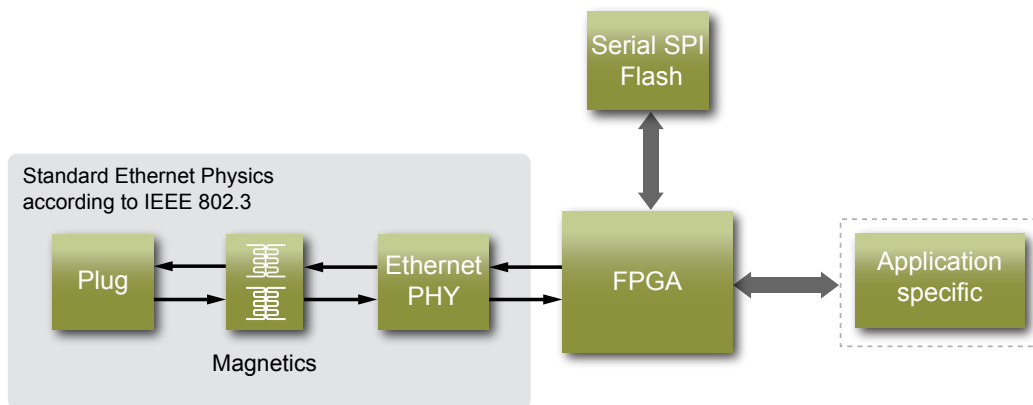 Serial SPI
Flash
Standard Ethernet Physics
according to IEEE 802.3
Plug
Ethernet
PHY
FPGA
Application
specific
Magnetics